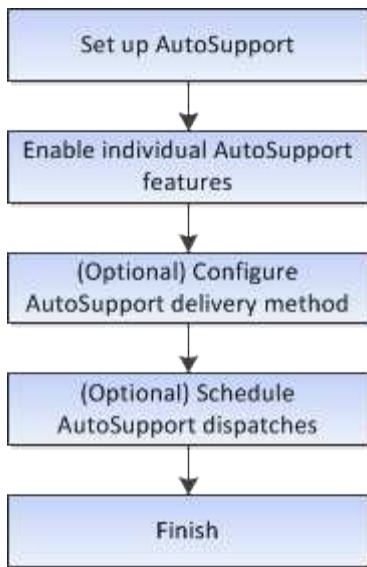 Set up AutoSupport
Enable individual AutoSupport
features
(Optional) Configure
AutoSupport delivery method
(Optional) Schedule
AutoSupport dispatches
Finish